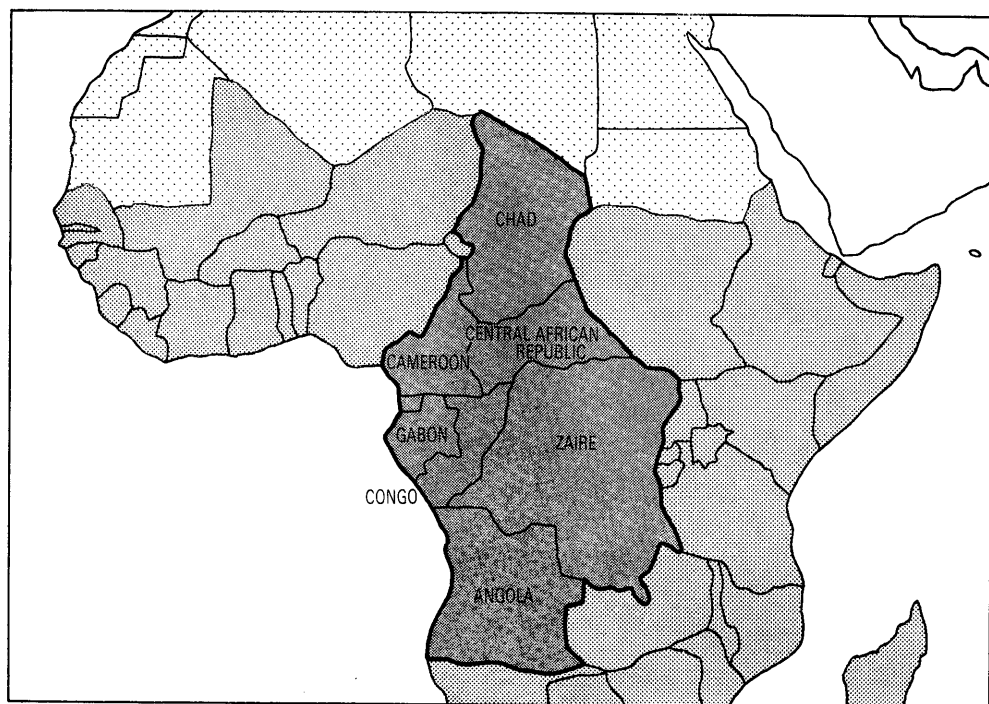 CHAD
CENTRAL AFRICAN
REPUBLIC
CAMEROON
GABON
ZAIRE
CONGO
ANGOLA